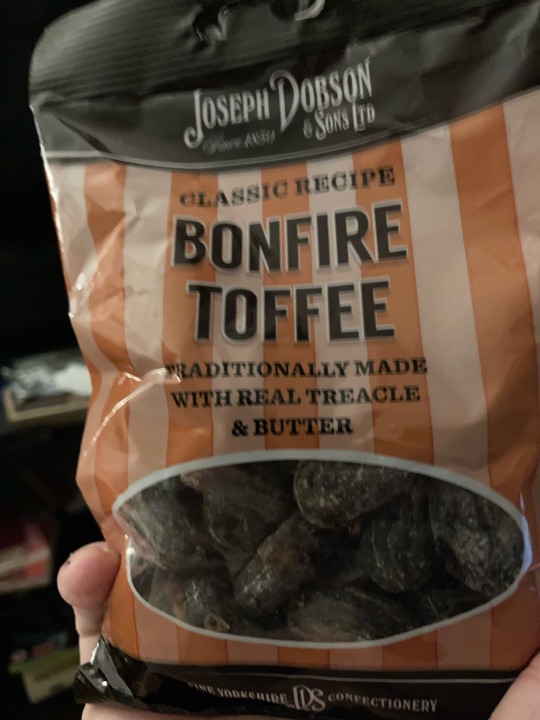 JOSEPH DOBSON
& SONS LTD
Since 1850
CLASSIC RECIPE
BONFIRE
TOFFEE
TRADITIONALLY MADE
WITH REAL TREACLE
& BUTTER
FINE YORKSHIRE JDS CONFECTIONERY